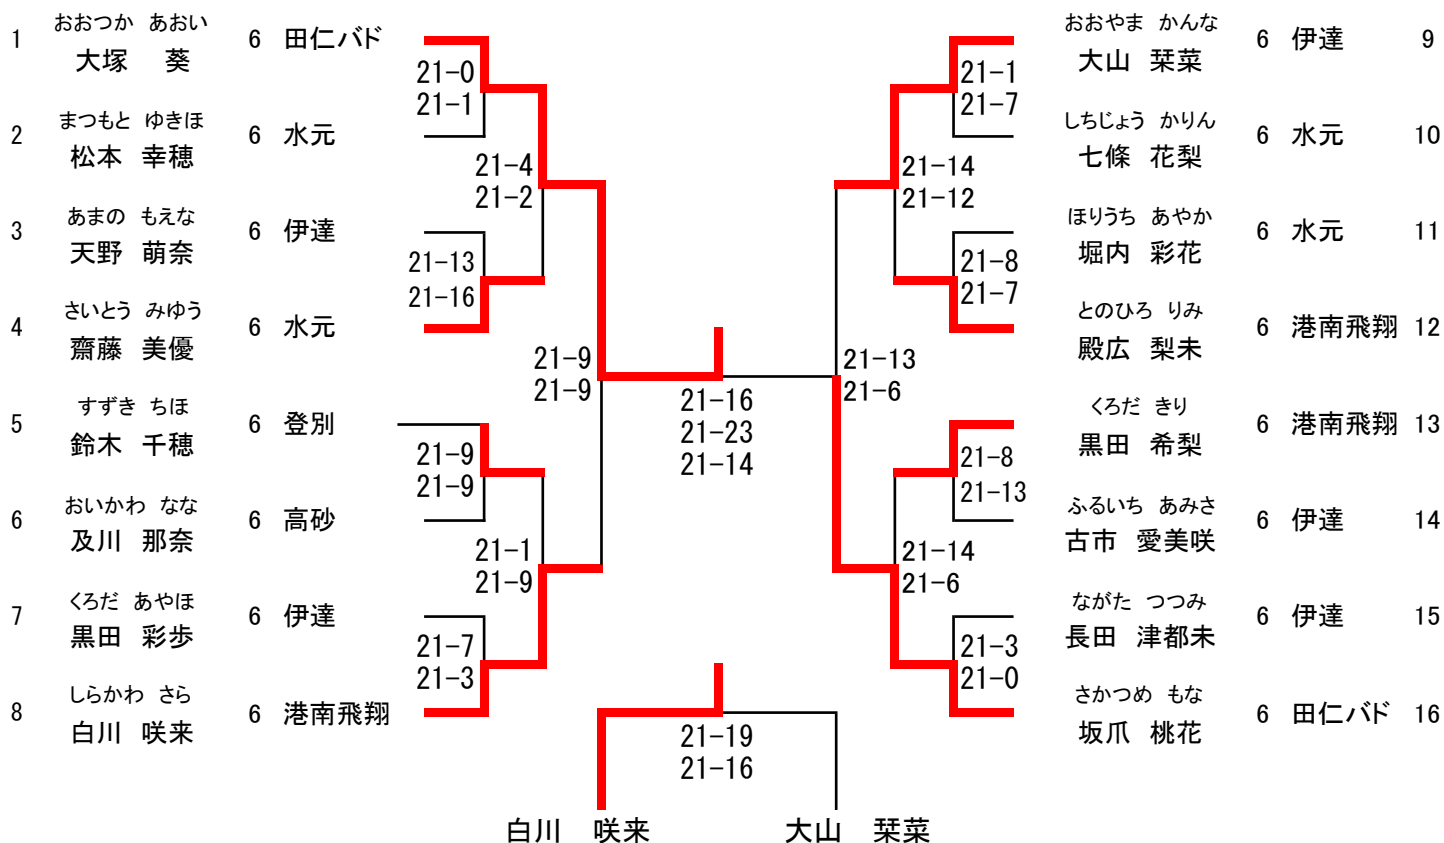 1 おおつか あおい 大塚 葵 6 田仁バド
21-0
21-1
2 まつもと ゆきほ 松本 幸穂 6 水元
21-4
21-2
3 あまの もえな 天野 萌奈 6 伊達
21-13
21-16
4 さいとう みゆう 齋藤 美優 6 水元
21-9
21-9
5 すずき ちほ 鈴木 千穂 6 登別
21-9
21-9
6 おいかわ なな 及川 那奈 6 高砂
21-1
21-9
7 くろだ あやほ 黒田 彩歩 6 伊達
21-7
21-3
8 しらかわ さら 白川 咲来 6 港南飛翔
21-16
21-23
21-14
おおやま かんな 大山 栞菜 6 伊達 9
21-1
21-7
しちじょう かりん 七條 花梨 6 水元 10
21-14
21-12
ほりうち あやか 堀内 彩花 6 水元 11
21-8
21-7
とのひろ りみ 殿広 梨未 6 港南飛翔 12
21-13
21-6
くろだ きり 黒田 希梨 6 港南飛翔 13
21-8
21-13
ふるいち あみさ 古市 愛美咲 6 伊達 14
21-14
21-6
ながた つつみ 長田 津都未 6 伊達 15
21-3
21-0
さかつめ もな 坂爪 桃花 6 田仁バド 16
21-19
21-16
白川 咲来 大山 栞菜